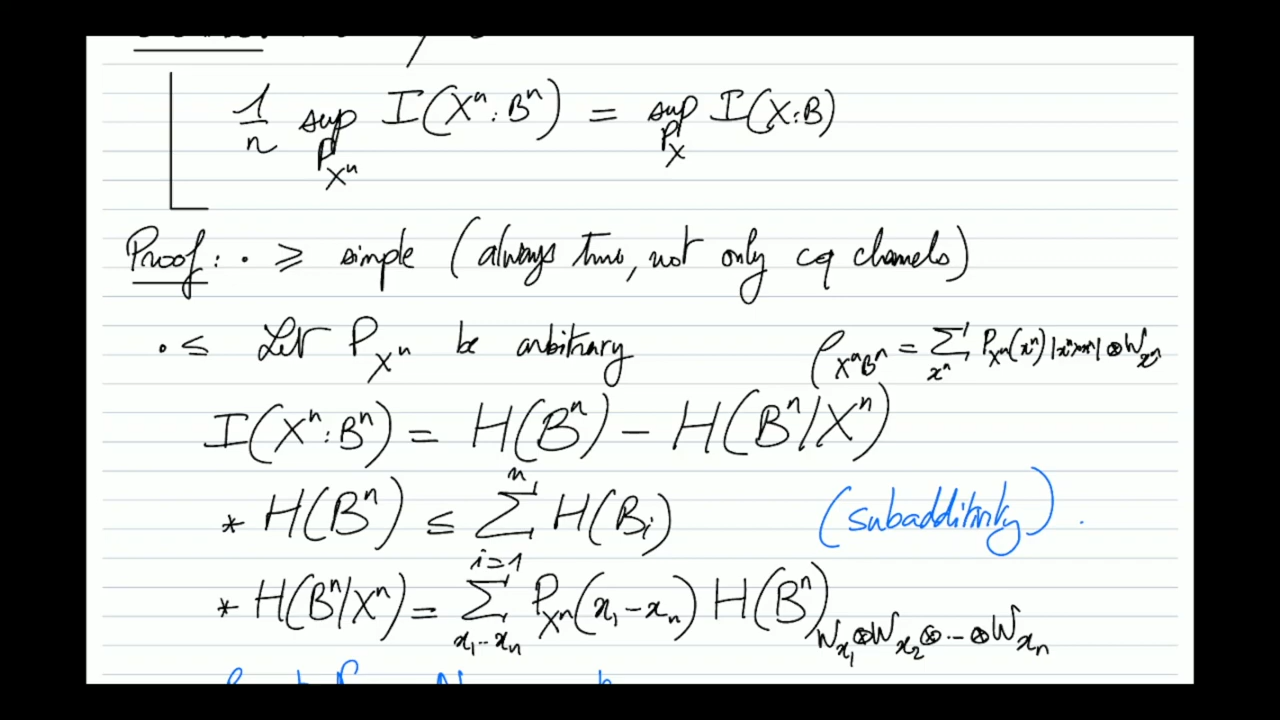 1/n sup_{P_{X^n}} I(X^n : B^n) = sup_{P_X} I(X:B)
Proof: · ≥ simple (always true, not only cq channels)
· ≤ Let P_{X^n} be arbitrary ρ_{X^n B^n} = Σ_{x^n} P_{X^n}(x^n) |x^n⟩⟨x^n| ⊗ W_{x^n}
I(X^n : B^n) = H(B^n) − H(B^n|X^n)
* H(B^n) ≤ Σ_{i=1}^{n} H(B_i) (subadditivity).
* H(B^n|X^n) = Σ_{x_1...x_n} P_{X^n}(x_1 – x_n) H(B^n)_{W_{x_1} ⊗ W_{x_2} ⊗ ... ⊗ W_{x_n}}